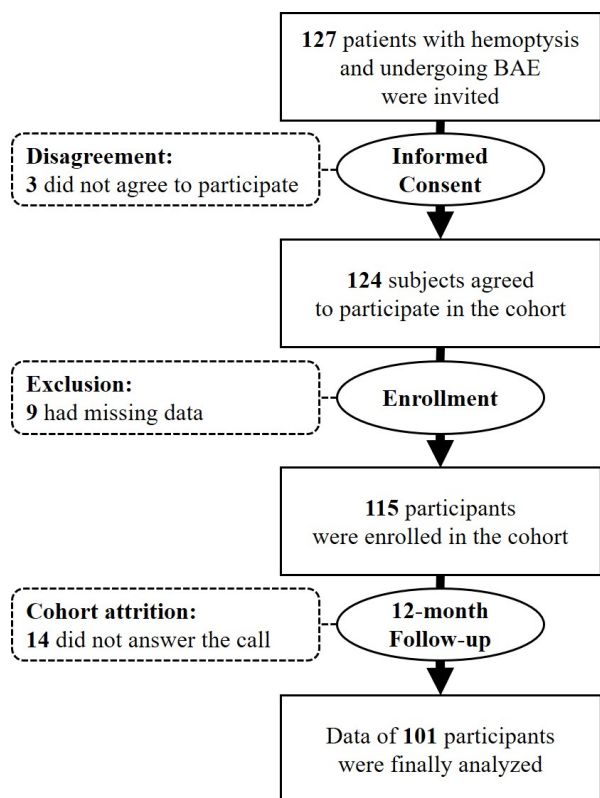 127 patients with hemoptysis
and undergoing BAE
were invited
Disagreement:
3 did not agree to participate
Informed
Consent
124 subjects agreed
to participate in the cohort
Exclusion:
9 had missing data
Enrollment
115 participants
were enrolled in the cohort
Cohort attrition:
14 did not answer the call
12-month
Follow-up
Data of 101 participants
were finally analyzed